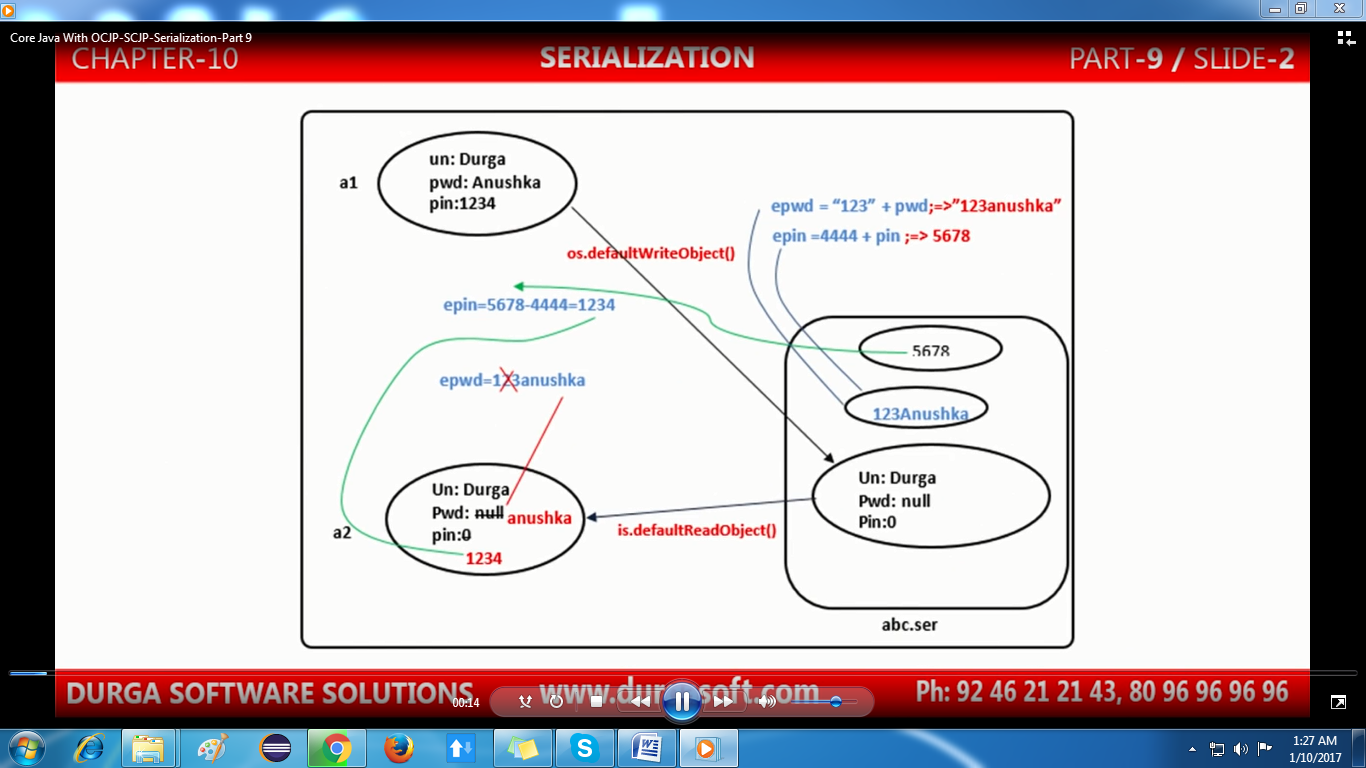 Core Java With OCJP-SCJP-Serialization-Part 9
CHAPTER-10
SERIALIZATION
PART-9 / SLIDE-2
a1
un: Durga
pwd: Anushka
pin:1234
epwd = “123” + pwd;=>”123anushka”
epin =4444 + pin ;=> 5678
os.defaultWriteObject()
epin=5678-4444=1234
5678
epwd=123anushka
123Anushka
Un: Durga
Pwd: null
Pin:0
a2
Un: Durga
Pwd: null anushka
pin:0
1234
is.defaultReadObject()
abc.ser
DURGA SOFTWARE SOLUTIONS
00:14
www.durgasoft.com
Ph: 92 46 21 21 43, 80 96 96 96 96
1:27 AM
1/10/2017